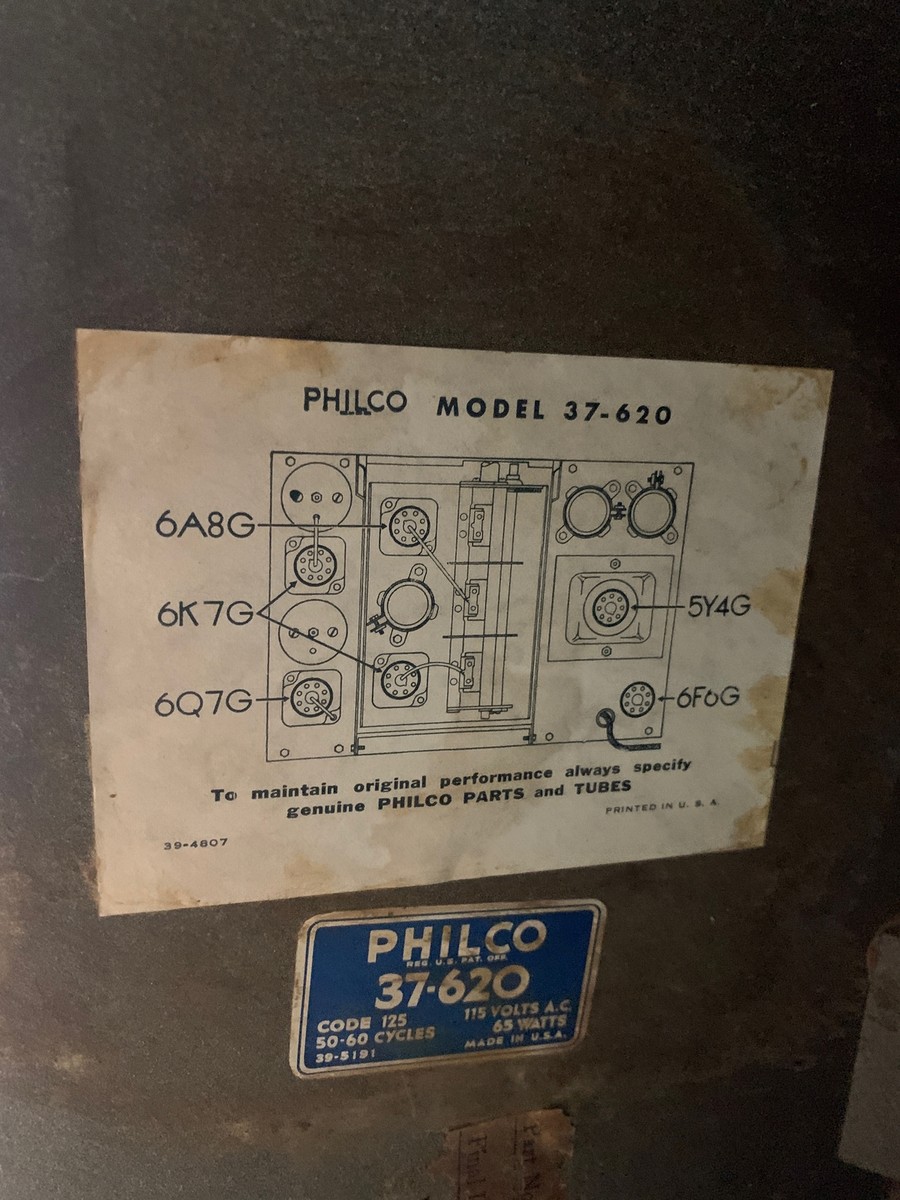 PHILCO MODEL 37-620
6A8G
6K7G
5Y4G
6Q7G
6F6G
To maintain original performance always specify
genuine PHILCO PARTS and TUBES
PRINTED IN U. S. A.
39-4807
PHILCO
REG. U.S. PAT. OFF.
37-620
CODE 125 115 VOLTS A.C.
50-60 CYCLES 65 WATTS
39-5191 MADE IN U.S.A.